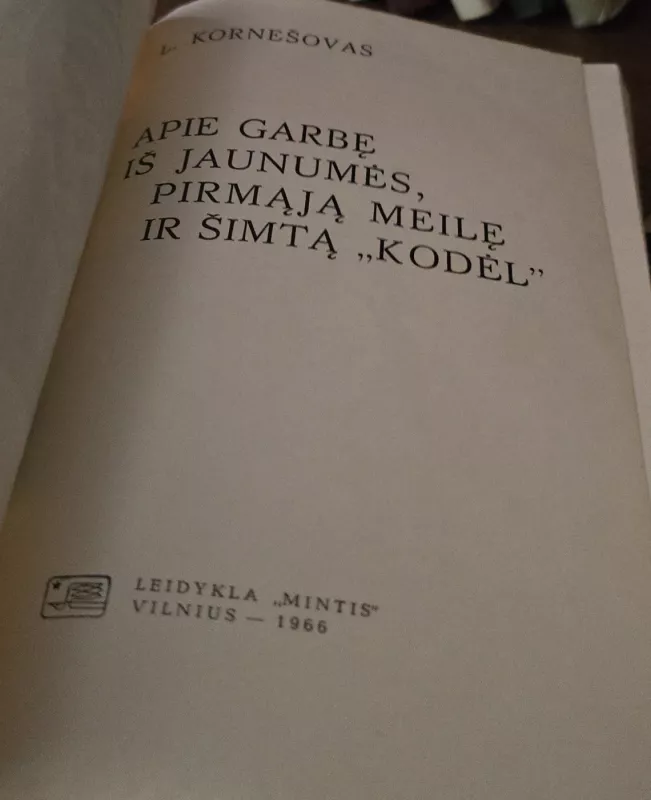 L. KORNEŠOVAS
APIE GARBĘ
IŠ JAUNUMĖS,
PIRMĄJĄ MEILĘ
IR ŠIMTĄ „KODĖL”
LEIDYKLA „MINTIS“
VILNIUS — 1966